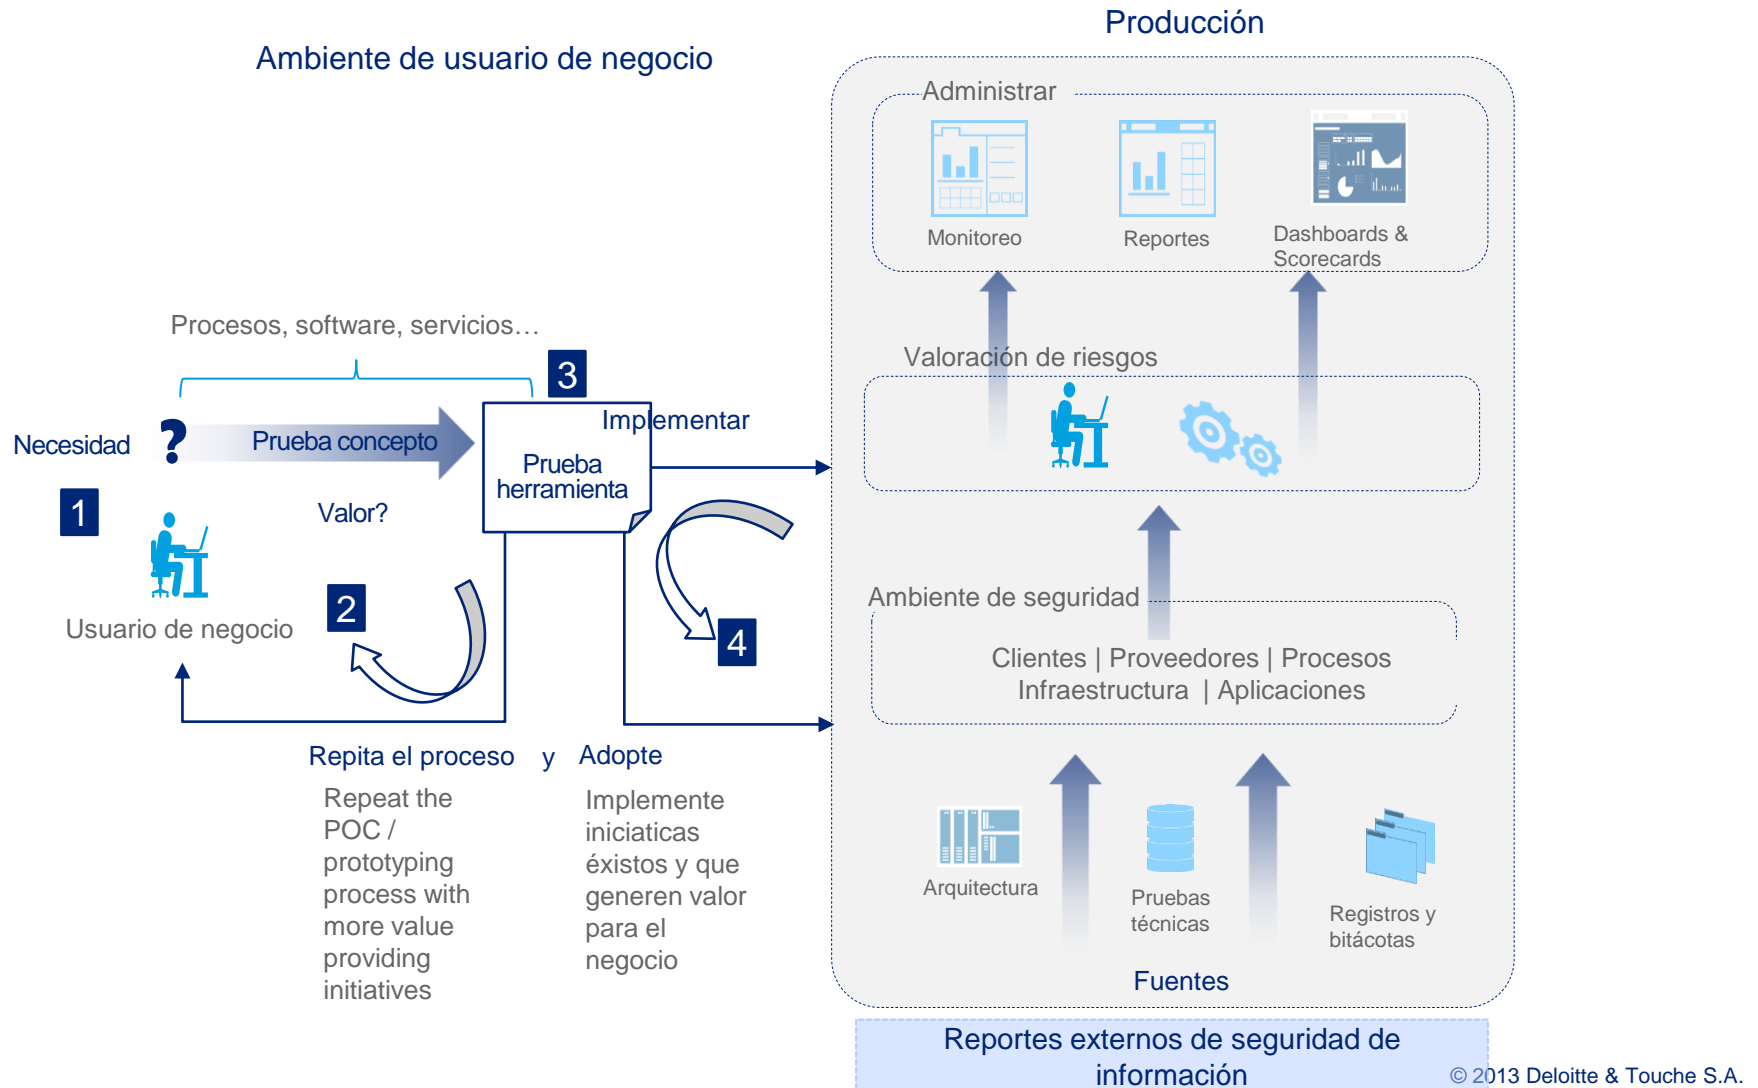 Producción
Ambiente de usuario de negocio
Administrar
Monitoreo
Reportes
Dashboards &
Scorecards
Procesos, software, servicios…
3
Valoración de riesgos
Implementar
Necesidad
?
Prueba concepto
Prueba
herramienta
1
Valor?
2
Usuario de negocio
4
Ambiente de seguridad
Clientes | Proveedores | Procesos
Infraestructura | Aplicaciones
Repita el proceso y Adopte
Repeat the
POC /
prototyping
process with
more value
providing
initiatives
Implemente
iniciaticas
éxistos y que
generen valor
para el
negocio
Arquitectura
Pruebas
técnicas
Registros y
bitácotas
Fuentes
Reportes externos de seguridad de
información
© 2013 Deloitte & Touche S.A.